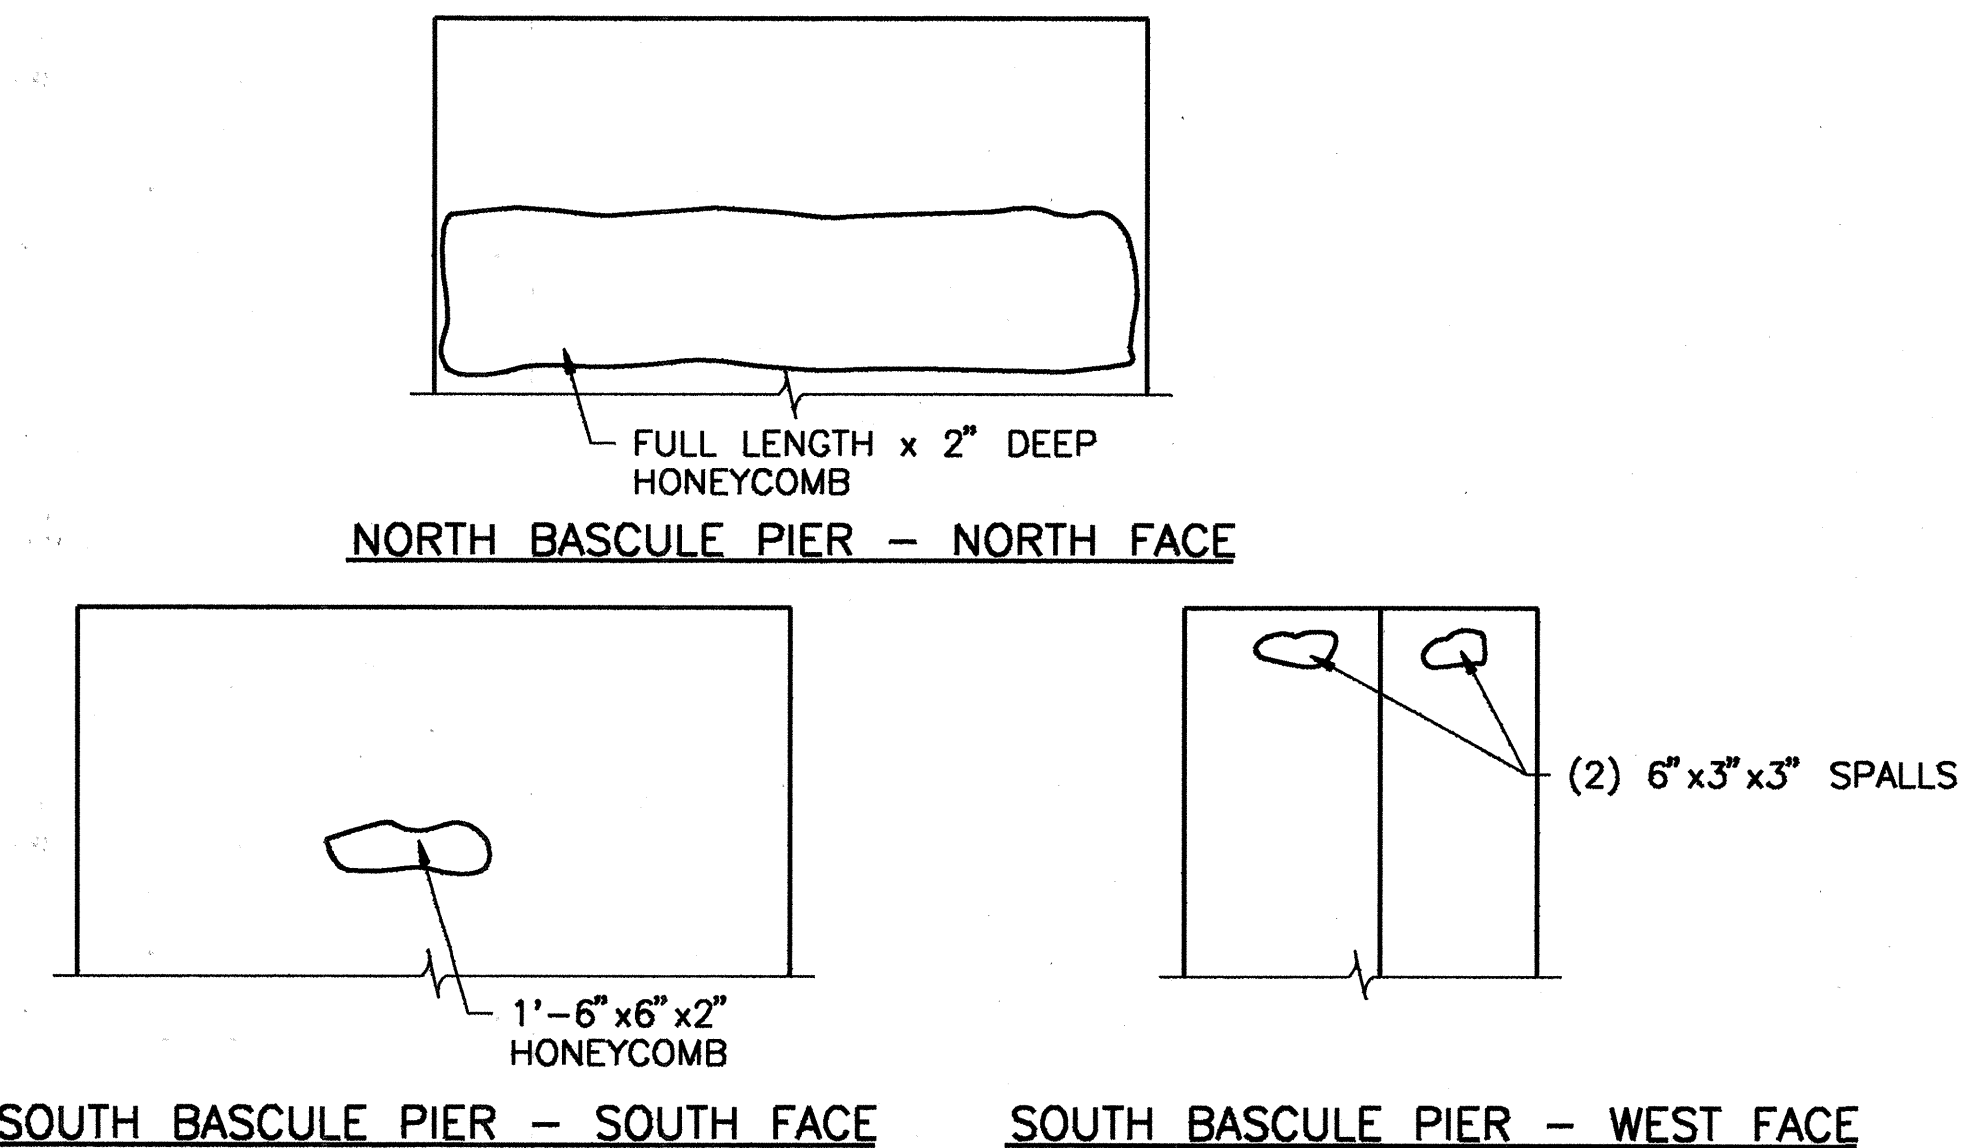 FULL LENGTH x 2" DEEP
HONEYCOMB
NORTH BASCULE PIER – NORTH FACE
(2) 6"x3"x3" SPALLS
1'–6"x6"x2"
HONEYCOMB
SOUTH BASCULE PIER – SOUTH FACE
SOUTH BASCULE PIER – WEST FACE